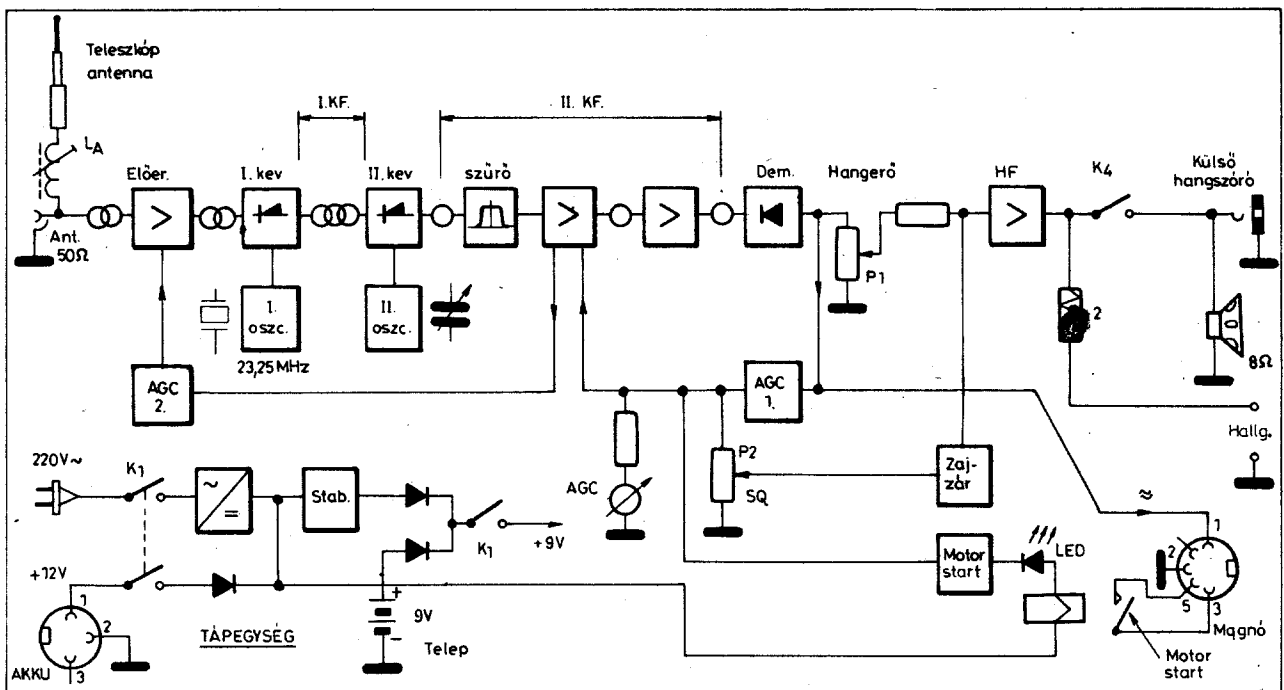 Teleszkóp
antenna
LA
I. KF.
II. KF.
Előer.
I. kev
II. kev
szűrő
Dem.
Hangerő
HF
K4
Külső
hangszóró
Ant.
50Ω
P1
I.
oszc.
II.
oszc.
23,25 MHz
2
8Ω
AGC
2.
AGC
1.
Hallg.
220V~
K1
~
=
Stab.
K1
+9V
AGC
P2
SQ
Zaj-
zár
≈
1
2
5
3
Magnó
Motor
start
LED
Motor
start
+12V
1
2
3
AKKU
TÁPEGYSÉG
+
9V
−
Telep